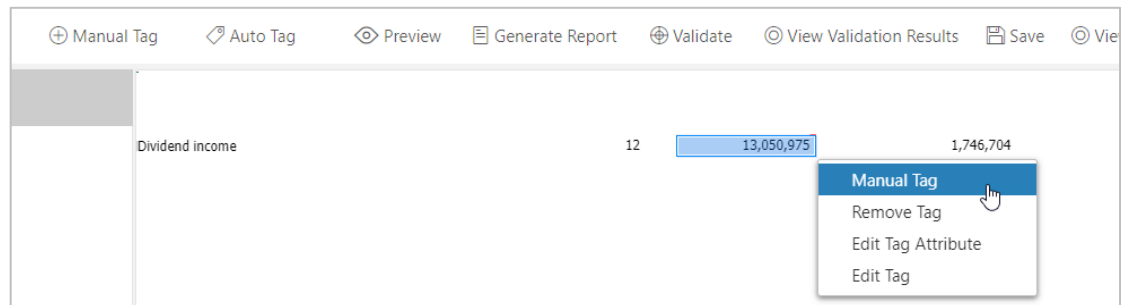 Manual Tag Auto Tag Preview Generate Report Validate View Validation Results Save Vie
Dividend income 12 13,050,975 1,746,704
Manual Tag
Remove Tag
Edit Tag Attribute
Edit Tag